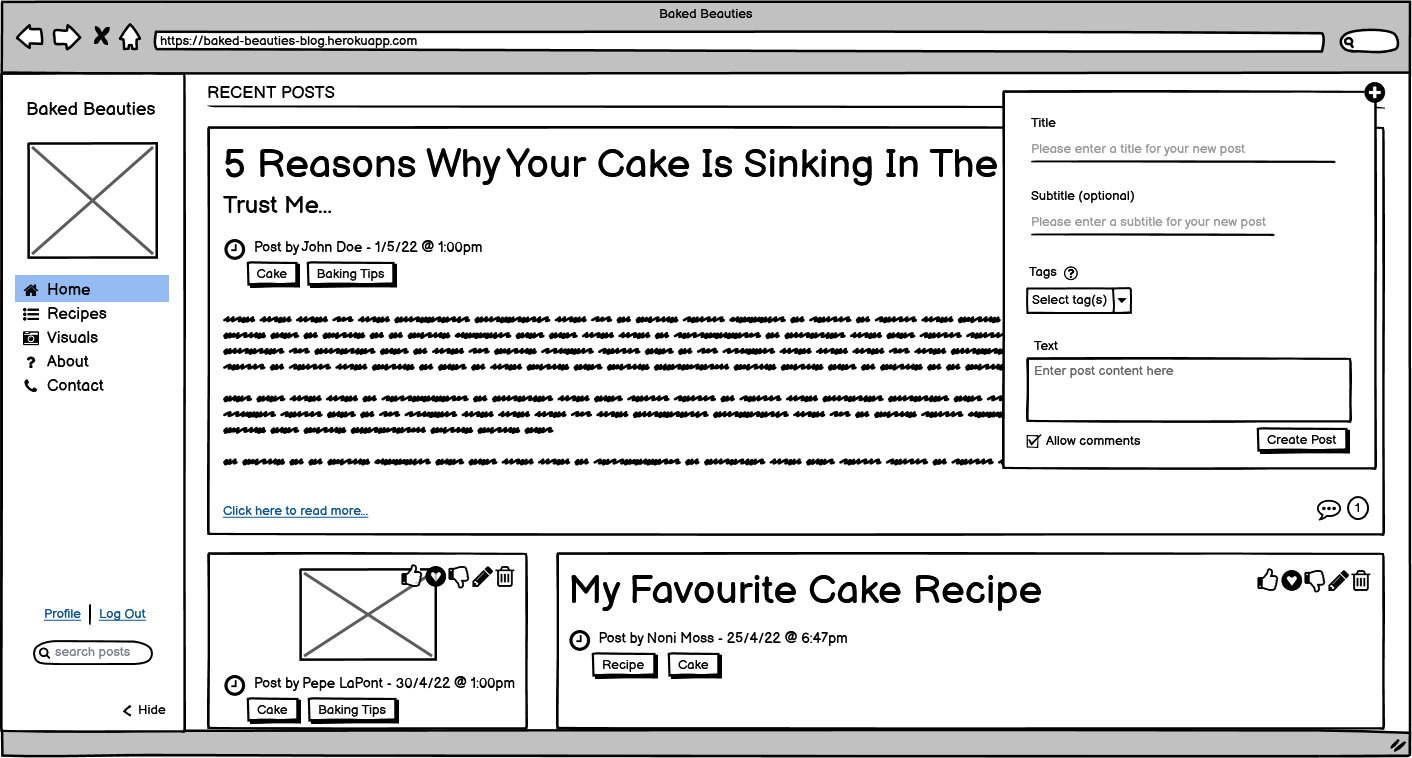 Baked Beauties
https://baked-beauties-blog.herokuapp.com
Baked Beauties
Home
Recipes
Visuals
? About
Contact
Profile Log Out
search posts
Hide
RECENT POSTS
5 Reasons Why Your Cake Is Sinking In The
Trust Me...
Post by John Doe - 1/5/22 @ 1:00pm
Cake Baking Tips
Click here to read more...
1
Title
Please enter a title for your new post
Subtitle (optional)
Please enter a subtitle for your new post
Tags ?
Select tag(s)
Text
Enter post content here
Allow comments
Create Post
Post by Pepe LaPont - 30/4/22 @ 1:00pm
Cake Baking Tips
My Favourite Cake Recipe
Post by Noni Moss - 25/4/22 @ 6:47pm
Recipe Cake